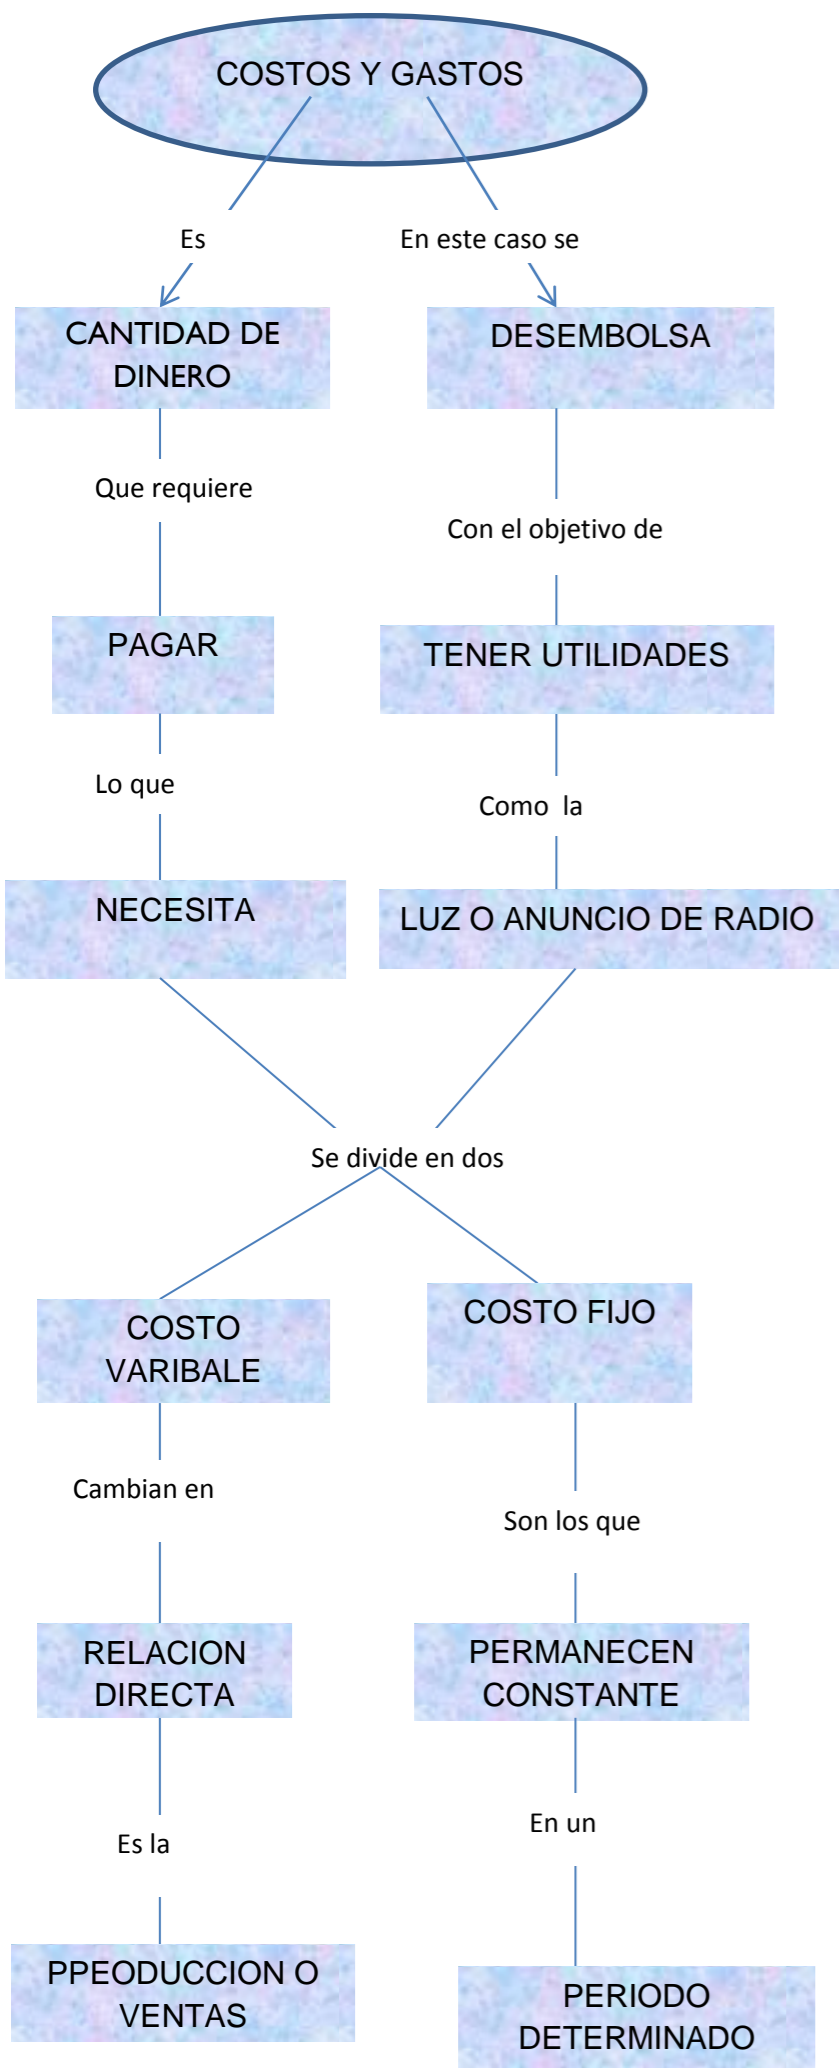 COSTOS Y GASTOS
Es
En este caso se
CANTIDAD DE
DINERO
DESEMBOLSA
Que requiere
Con el objetivo de
PAGAR
TENER UTILIDADES
Lo que
Como la
NECESITA
LUZ O ANUNCIO DE RADIO
Se divide en dos
COSTO
VARIBALE
COSTO FIJO
Cambian en
Son los que
RELACION
DIRECTA
PERMANECEN
CONSTANTE
Es la
En un
PPEODUCCION O
VENTAS
PERIODO
DETERMINADO